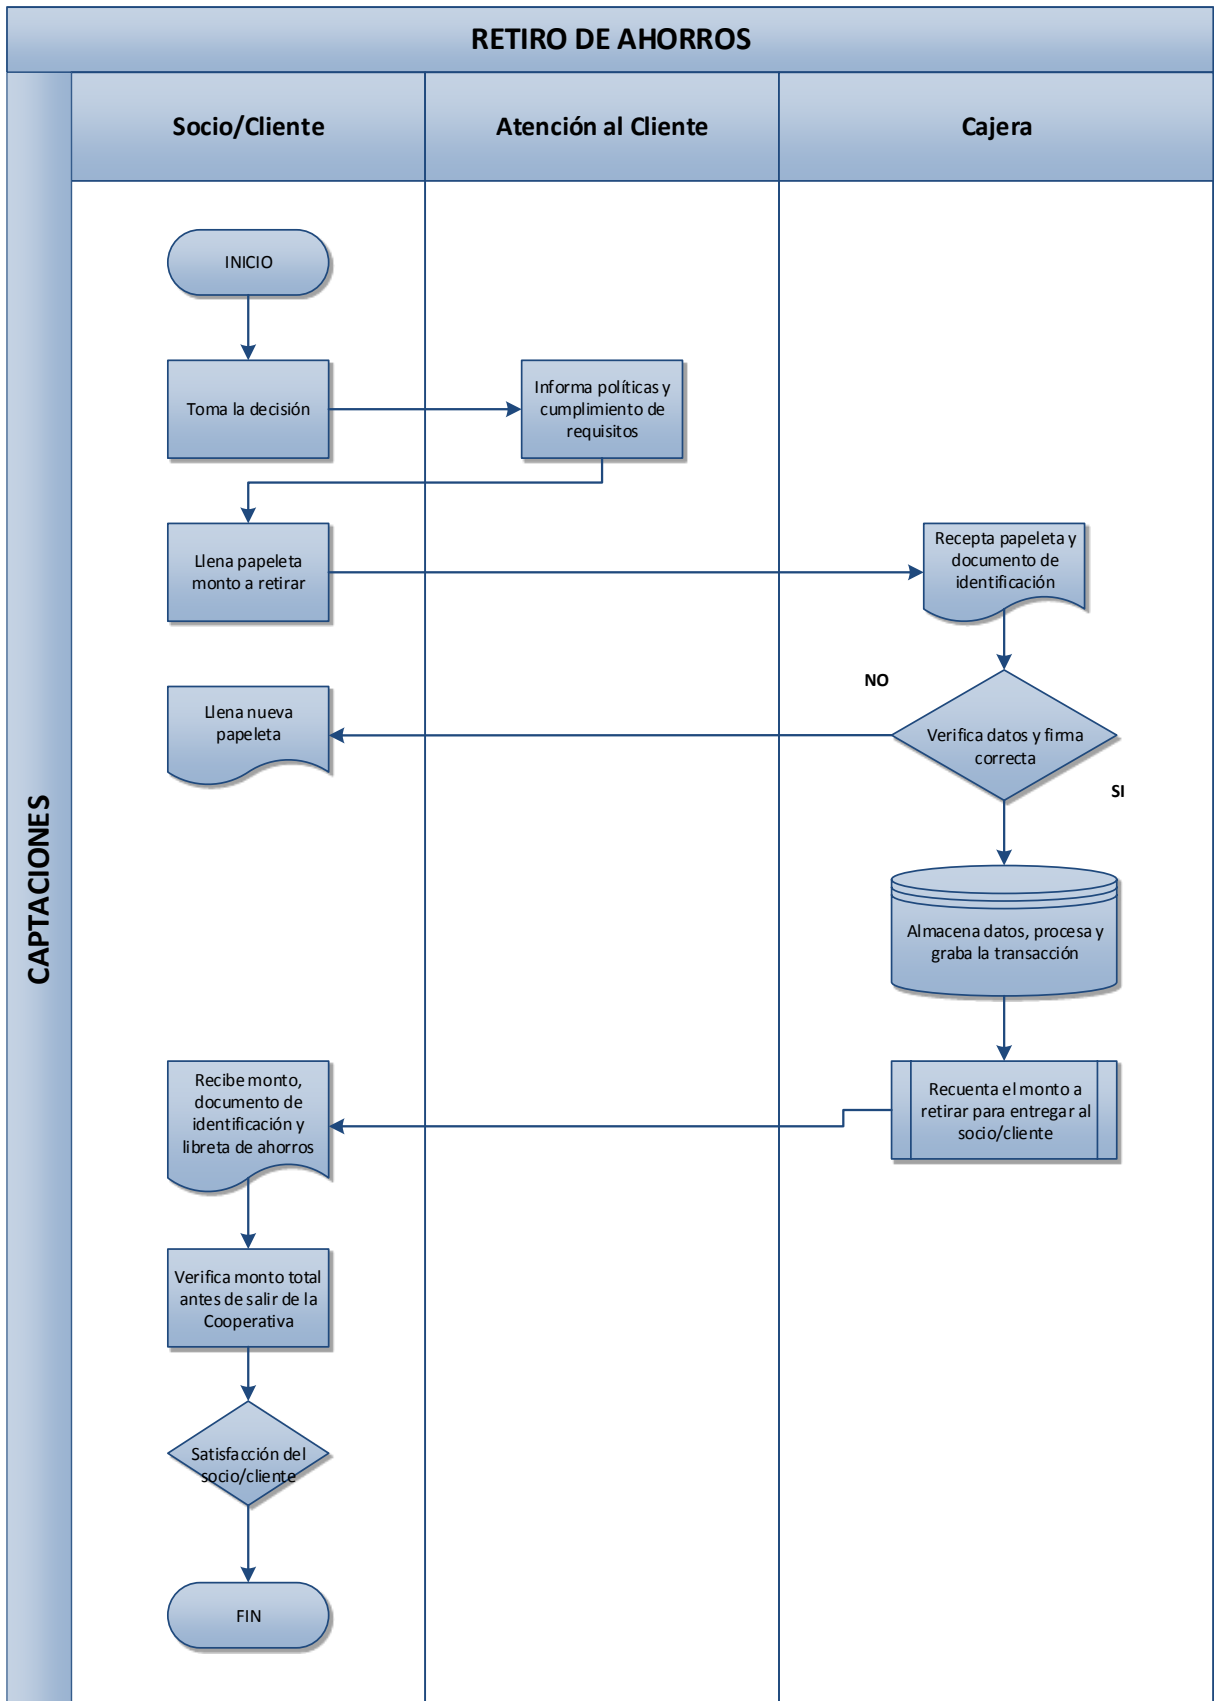 RETIRO DE AHORROS
Socio/Cliente
Atención al Cliente
Cajera
CAPTACIONES
INICIO
Toma la decisión
Informa políticas y
cumplimiento de
requisitos
Llena papeleta
monto a retirar
Recepta papeleta y
documento de
identificación
NO
Verifica datos y firma
correcta
Llena nueva
papeleta
SI
Almacena datos, procesa y
graba la transacción
Recuenta el monto a
retirar para entregar al
socio/cliente
Recibe monto,
documento de
identificación y
libreta de ahorros
Verifica monto total
antes de salir de la
Cooperativa
Satisfacción del
socio/cliente
FIN